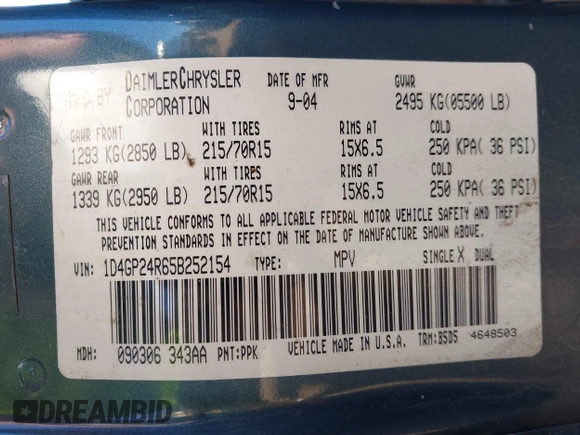 DAIMLERCHRYSLER CORPORATION
DATE OF MFR 9-04
GVWR 2495 KG(05500 LB)
GAWR FRONT WITH TIRES RIMS AT COLD
1293 KG(2850 LB) 215/70R15 15X6.5 250 KPA( 36 PSI)
GAWR REAR WITH TIRES RIMS AT COLD
1339 KG(2950 LB) 215/70R15 15X6.5 250 KPA( 36 PSI)
THIS VEHICLE CONFORMS TO ALL APPLICABLE FEDERAL MOTOR VEHICLE SAFETY AND THEFT
PREVENTION STANDARDS IN EFFECT ON THE DATE OF MANUFACTURE SHOWN ABOVE.
VIN: 1D4GP24R65B252154 TYPE: MPV SINGLE X DUAL
MDH: 090306 343AA PNT:PPK VEHICLE MADE IN U.S.A. TRM:B5D5 4648503
DREAMBID